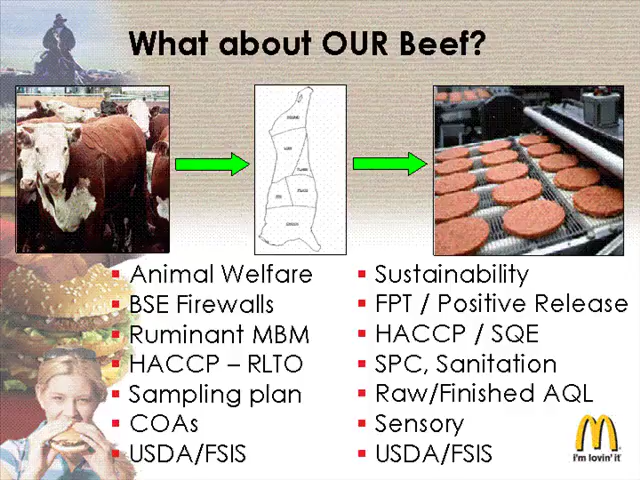 What about OUR Beef?
Animal Welfare
BSE Firewalls
Ruminant MBM
HACCP – RLTO
Sampling plan
COAs
USDA/FSIS
Sustainability
FPT / Positive Release
HACCP / SQE
SPC, Sanitation
Raw/Finished AQL
Sensory
USDA/FSIS
i'm lovin' it